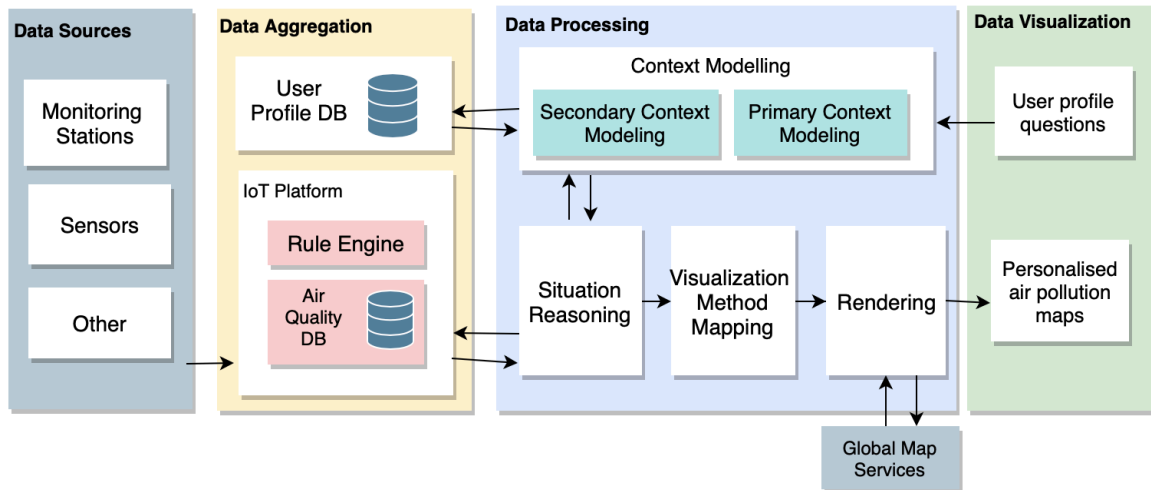 Data Sources
Monitoring
Stations
Sensors
Other
Data Aggregation
User
Profile DB
IoT Platform
Rule Engine
Air
Quality
DB
Data Processing
Context Modelling
Secondary Context
Modeling
Primary Context
Modeling
Situation
Reasoning
Visualization
Method
Mapping
Rendering
Global Map
Services
Data Visualization
User profile
questions
Personalised
air pollution
maps